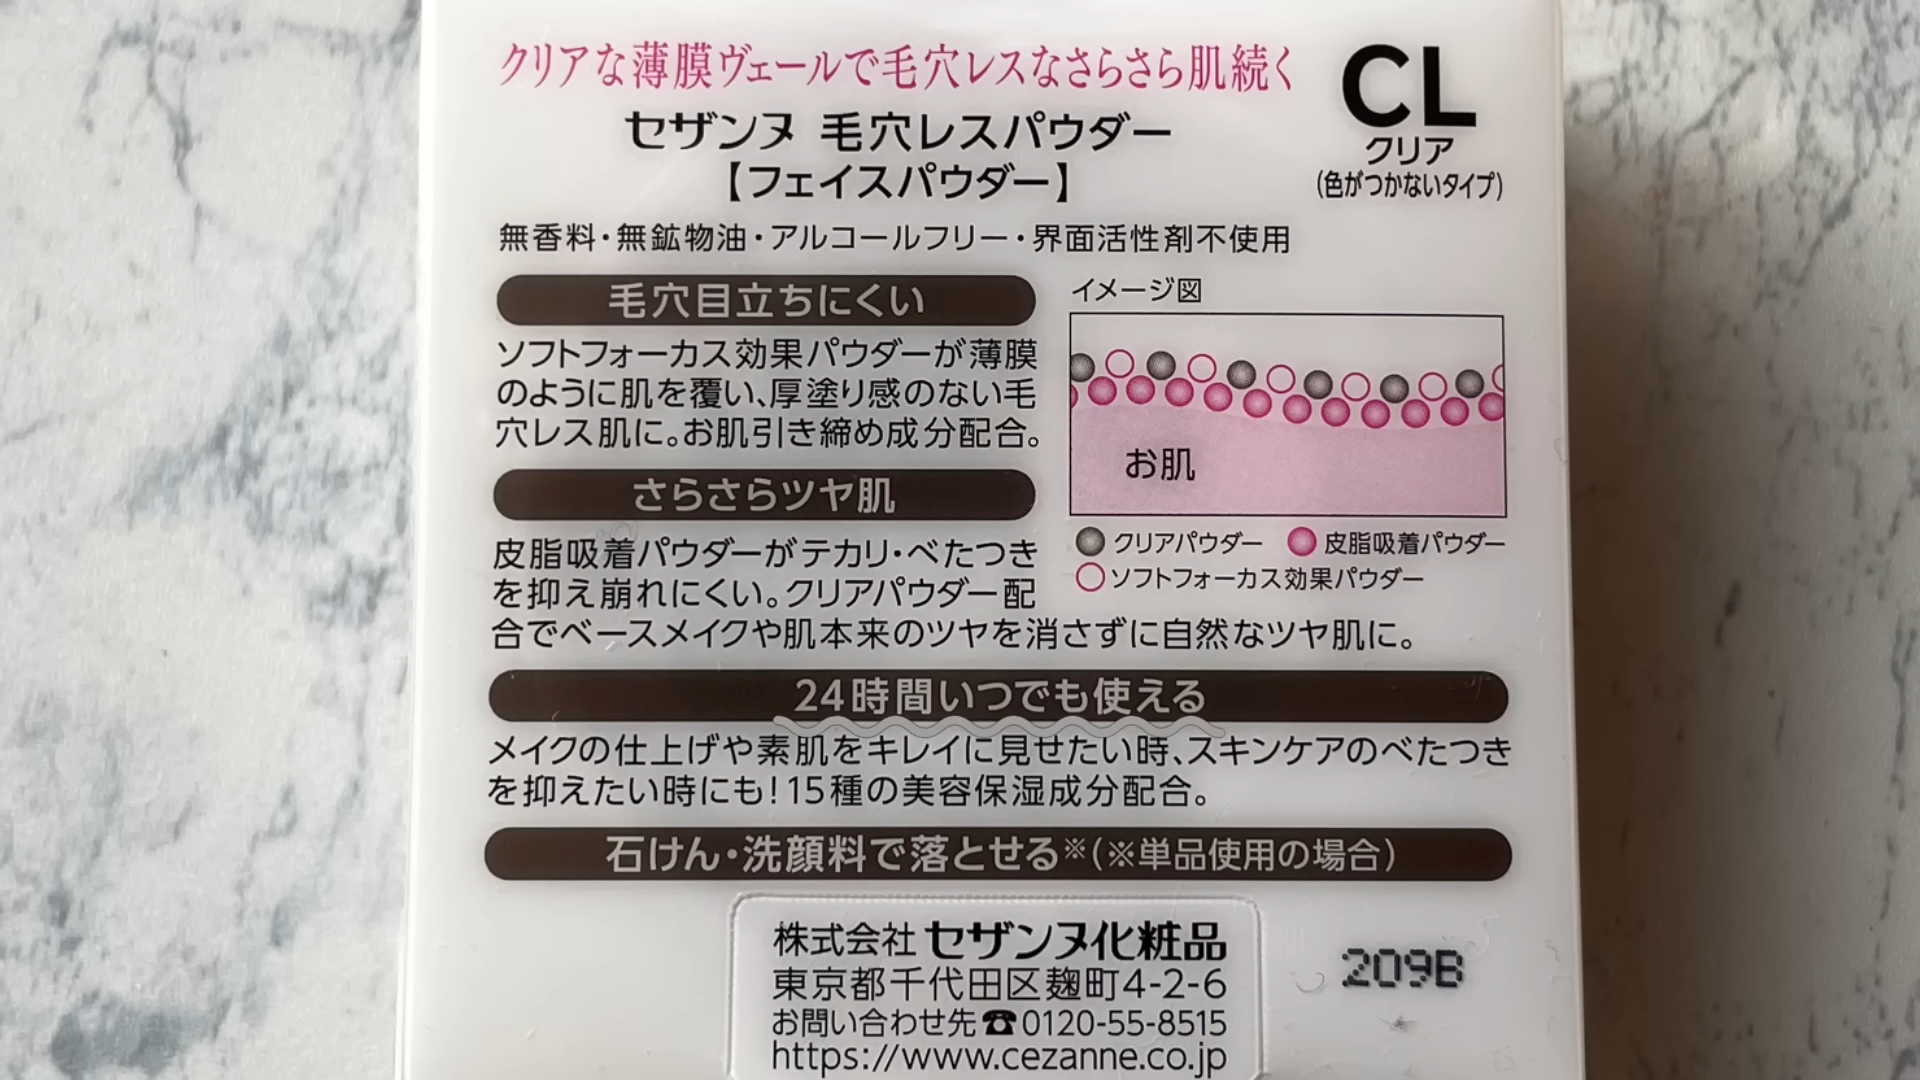 クリアな薄膜ヴェールで毛穴レスなさらさら肌続く
セザンヌ 毛穴レスパウダー
【フェイスパウダー】
CL
クリア
(色がつかないタイプ)
無香料・無鉱物油・アルコールフリー・界面活性剤不使用
毛穴目立ちにくい
ソフトフォーカス効果パウダーが薄膜
のように肌を覆い、厚塗り感のない毛
穴レス肌に。お肌引き締め成分配合。
イメージ図
お肌
クリアパウダー 皮脂吸着パウダー
ソフトフォーカス効果パウダー
さらさらツヤ肌
皮脂吸着パウダーがテカリ・べたつき
を抑え崩れにくい。クリアパウダー配
合でベースメイクや肌本来のツヤを消さずに自然なツヤ肌に。
24時間いつでも使える
メイクの仕上げや素肌をキレイに見せたい時、スキンケアのべたつき
を抑えたい時にも!15種の美容保湿成分配合。
石けん・洗顔料で落とせる※(※単品使用の場合)
株式会社 セザンヌ化粧品
東京都千代田区麹町4-2-6
お問い合わせ先☎0120-55-8515
https://www.cezanne.co.jp
209B